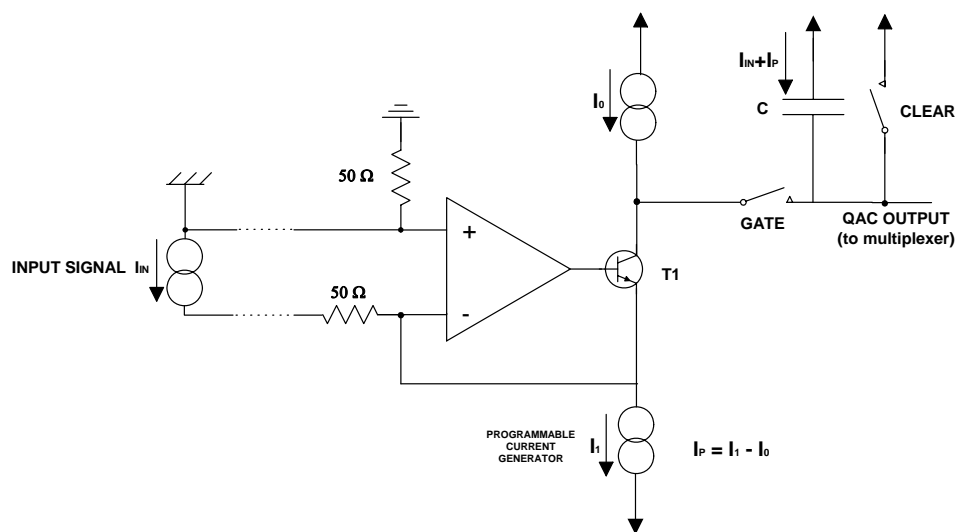 IIN+IP
I0
C
CLEAR
50 Ω
GATE
QAC OUTPUT
(to multiplexer)
+
T1
INPUT SIGNAL IIN
50 Ω
-
PROGRAMMABLE
CURRENT
GENERATOR
I1
IP = I1 - I0